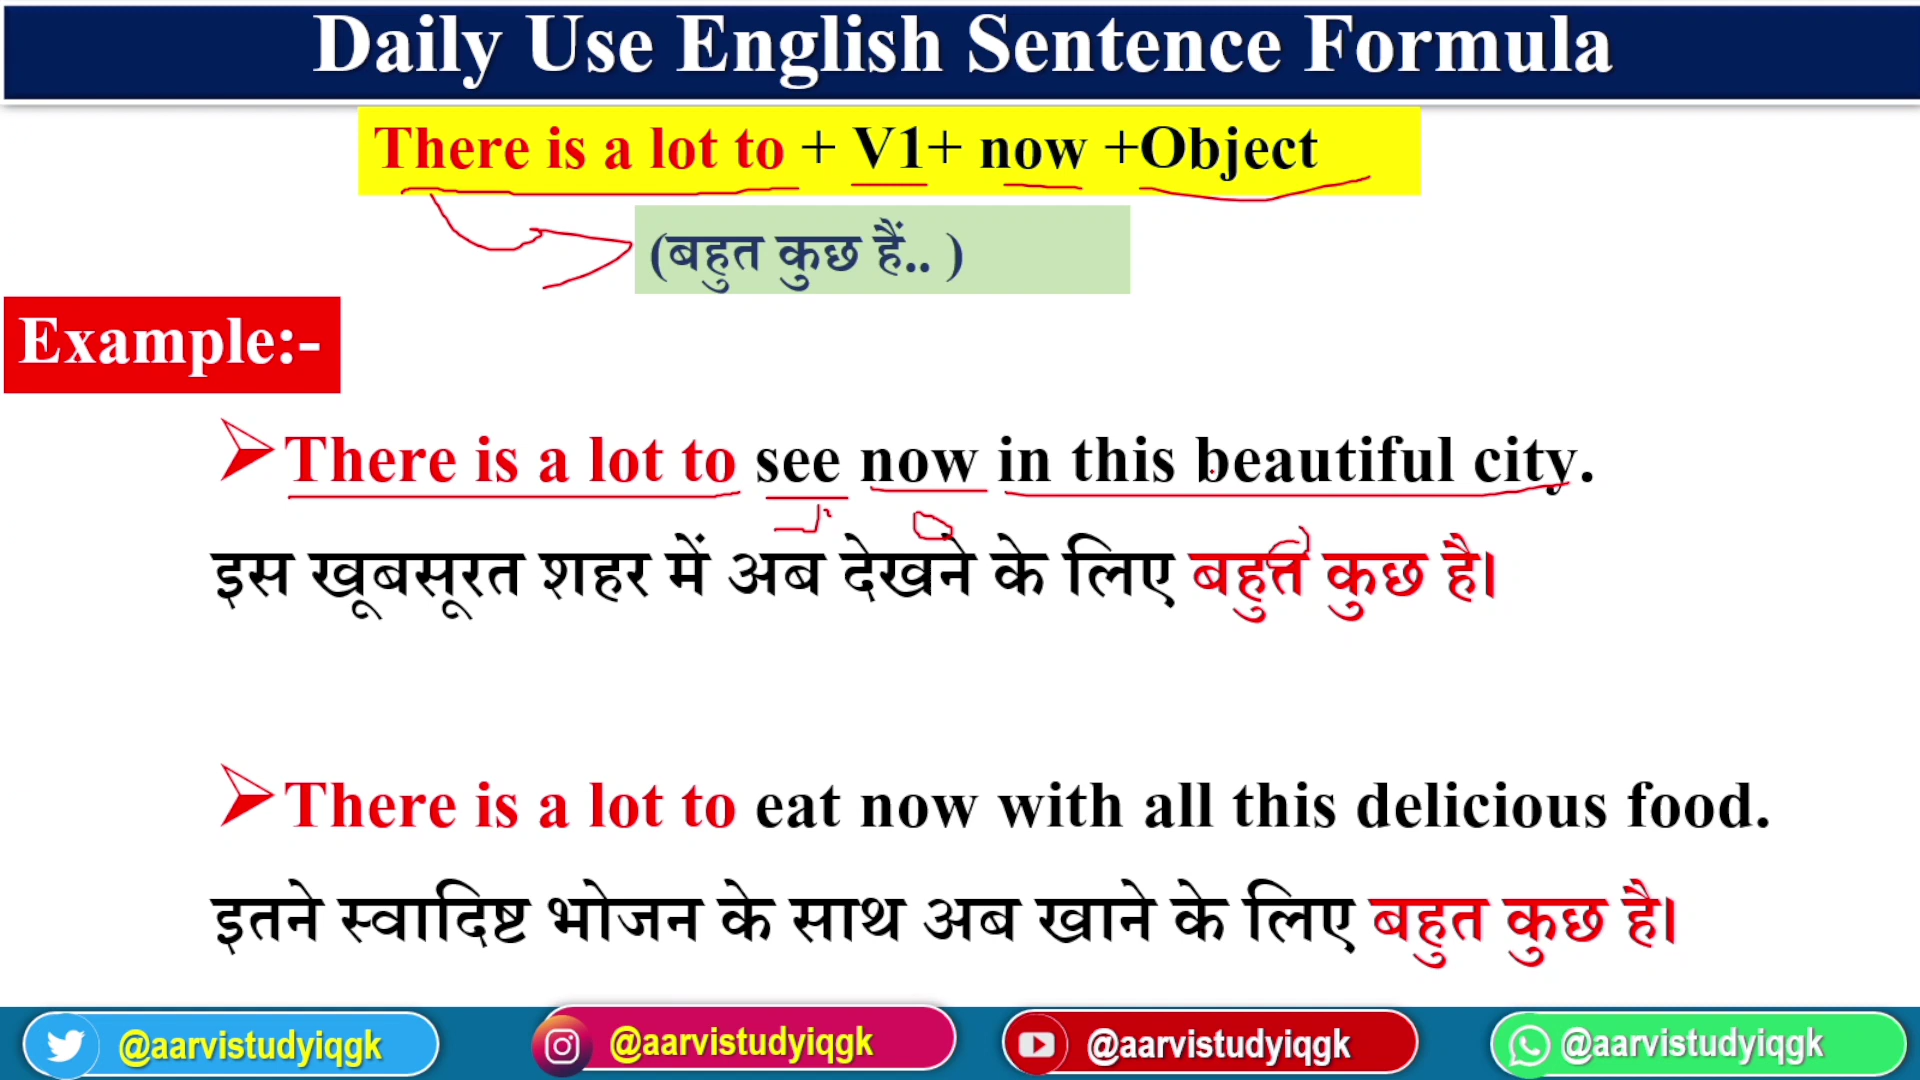 Daily Use English Sentence Formula
There is a lot to + V1+ now +Object
(बहुत कुछ हैं.. )
Example:-
There is a lot to see now in this beautiful city.
इस खूबसूरत शहर में अब देखने के लिए बहुत कुछ है।
There is a lot to eat now with all this delicious food.
इतने स्वादिष्ट भोजन के साथ अब खाने के लिए बहुत कुछ है।
@aarvistudyiqgk @aarvistudyiqgk @aarvistudyiqgk @aarvistudyiqgk